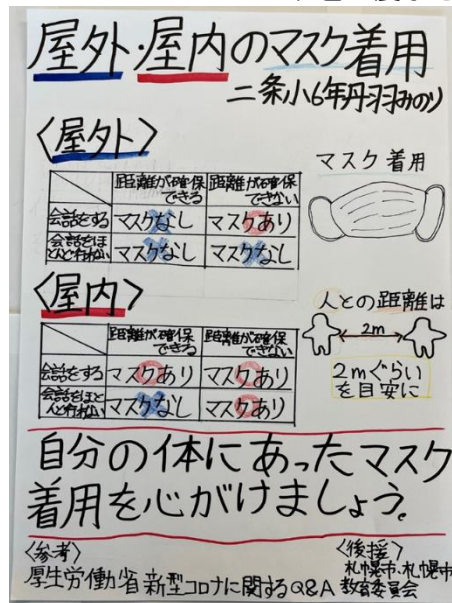 屋外・屋内のマスク着用
二条小6年丹羽みのり
〈屋外〉
マスク着用
距離が確保できる 距離が確保できない
会話をする マスクなし マスクあり
会話をほとんど行わない マスクなし マスクなし
〈屋内〉
人との距離は
2m
2mぐらい
を目安に
距離が確保できる 距離が確保できない
会話をする マスクあり マスクあり
会話をほとんど行わない マスクなし マスクあり
自分の体にあったマスク
着用を心がけましょう。
〈参考〉
厚生労働省新型コロナに関するQ&A
〈後援〉
札幌市・札幌市
教育委員会